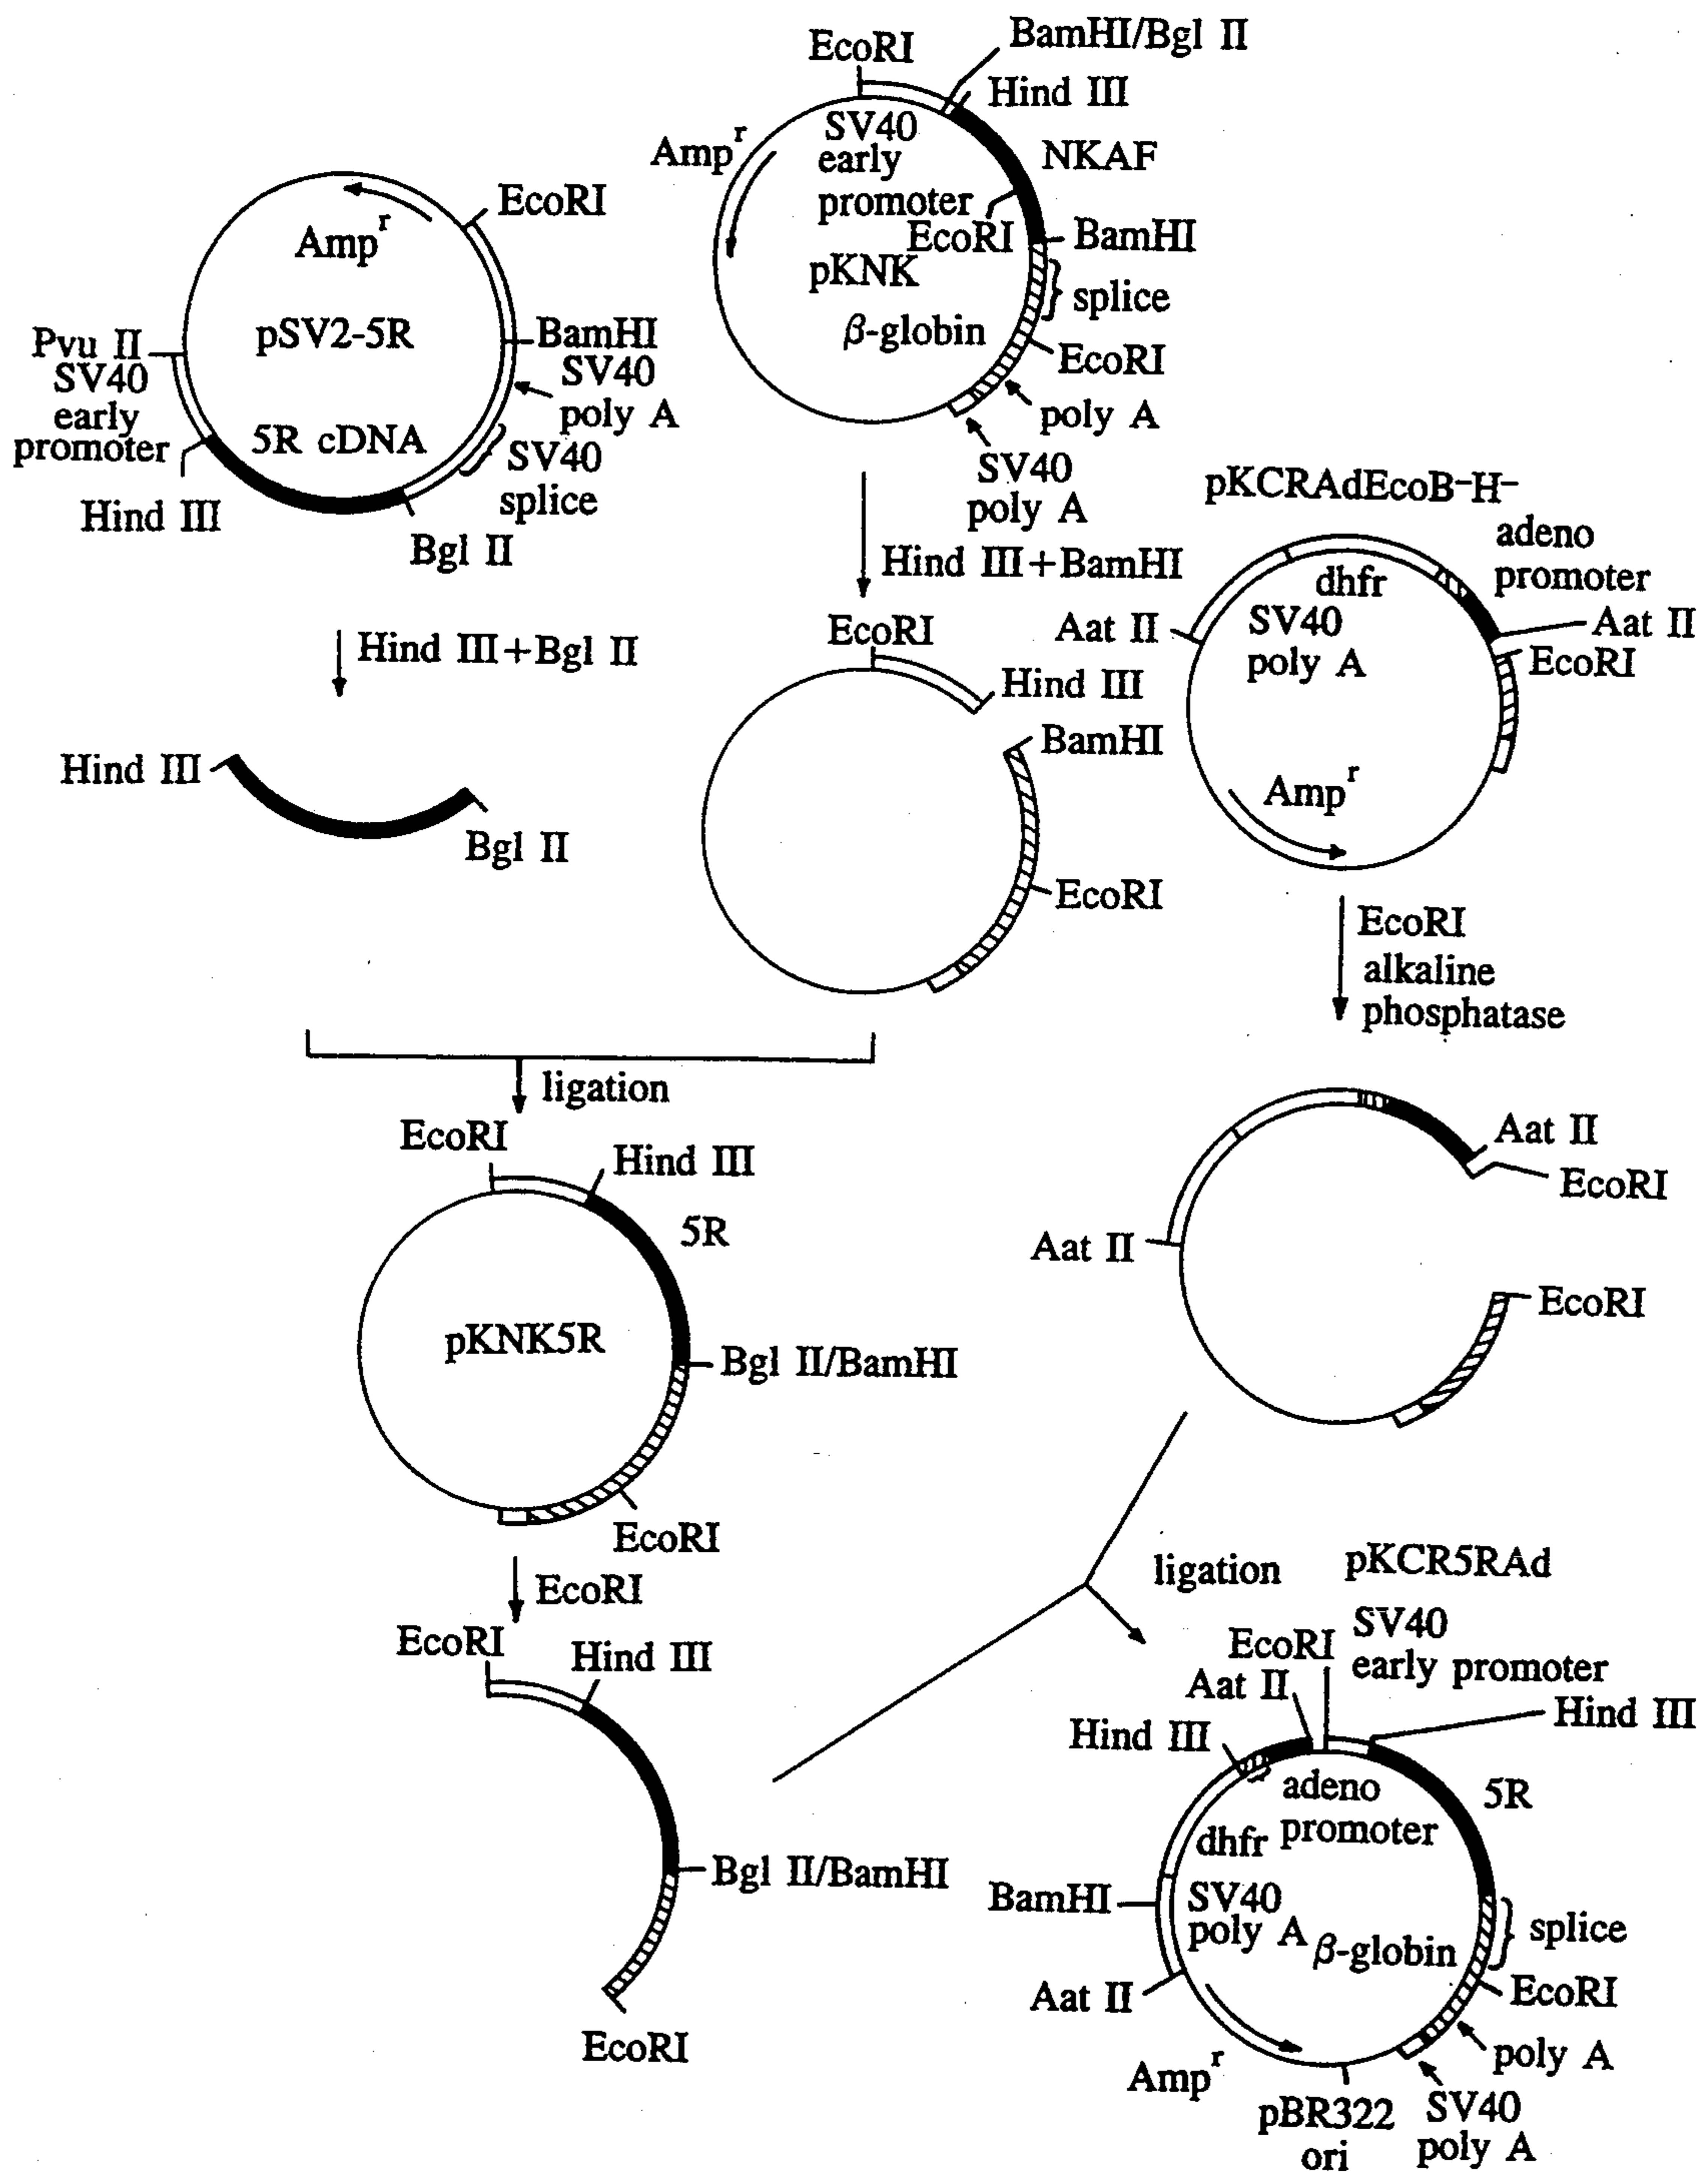 EcoRI
Amp r
pSV2-5R
Pvu II
SV40
early
promoter
5R cDNA
Hind III
BamHI
SV40
poly A
SV40
splice
Bgl II
Hind III+Bgl II
Hind III
Bgl II
EcoRI
BamHI/Bgl II
Hind III
Amp r
SV40
early
promoter
NKAF
EcoRI
BamHI
pKNK
splice
β-globin
EcoRI
poly A
SV40
poly A
Hind III+BamHI
EcoRI
Hind III
BamHI
EcoRI
pKCRAdEcoB-H-
adeno
promoter
dhfr
Aat II
SV40
poly A
Aat II
EcoRI
Amp r
EcoRI
alkaline
phosphatase
Aat II
EcoRI
Aat II
EcoRI
ligation
EcoRI
Hind III
5R
pKNK5R
Bgl II/BamHI
EcoRI
EcoRI
EcoRI
Hind III
Bgl II/BamHI
EcoRI
ligation
pKCR5RAd
SV40
early promoter
EcoRI
Aat II
Hind III
Hind III
adeno
promoter
5R
dhfr
BamHI
SV40
poly A
β-globin
splice
EcoRI
Aat II
poly A
Amp r
pBR322
ori
SV40
poly A